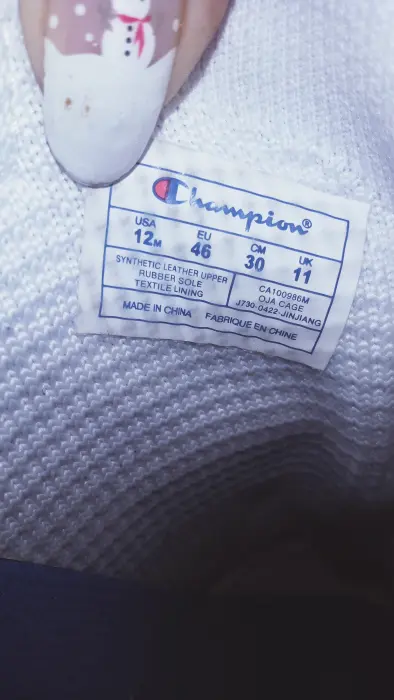 Champion®
USA EU CM UK
12M 46 30 11
SYNTHETIC LEATHER UPPER
RUBBER SOLE
TEXTILE LINING
CA100986M
OJA CAGE
J730-0422-JINJIANG
MADE IN CHINA FABRIQUE EN CHINE